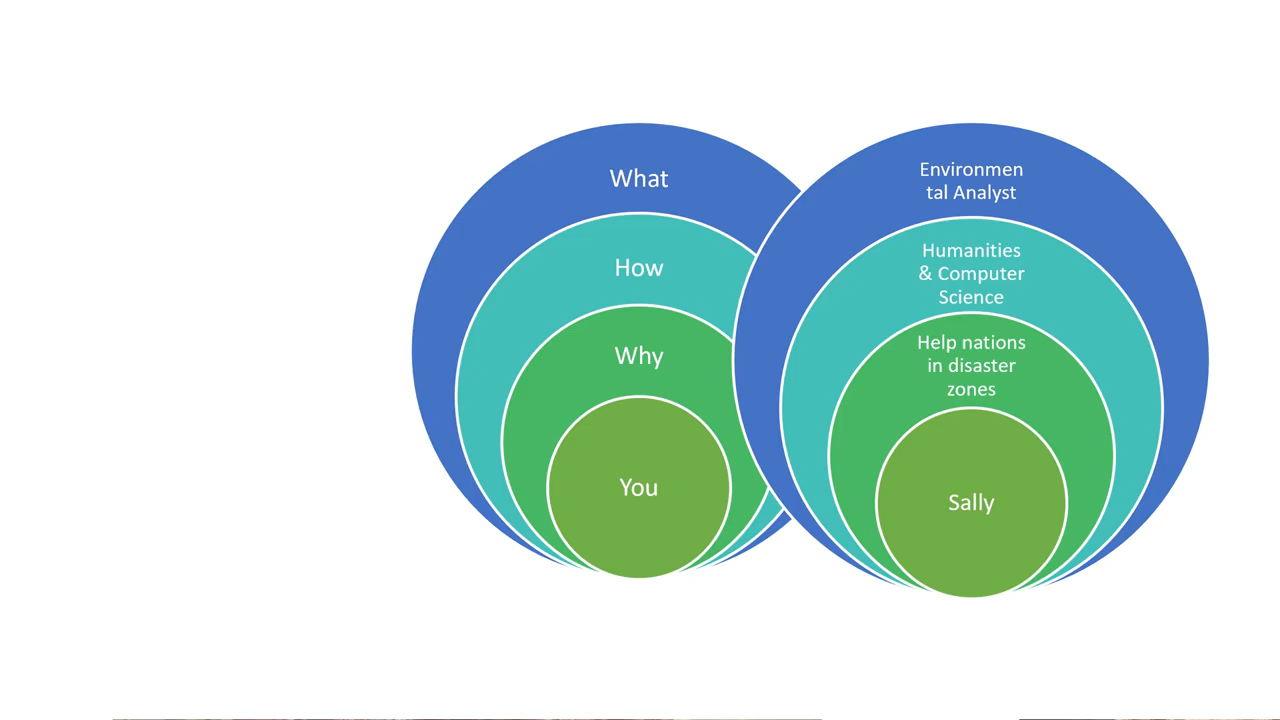 What
How
Why
You
Environmen
tal Analyst
Humanities
& Computer
Science
Help nations
in disaster
zones
Sally